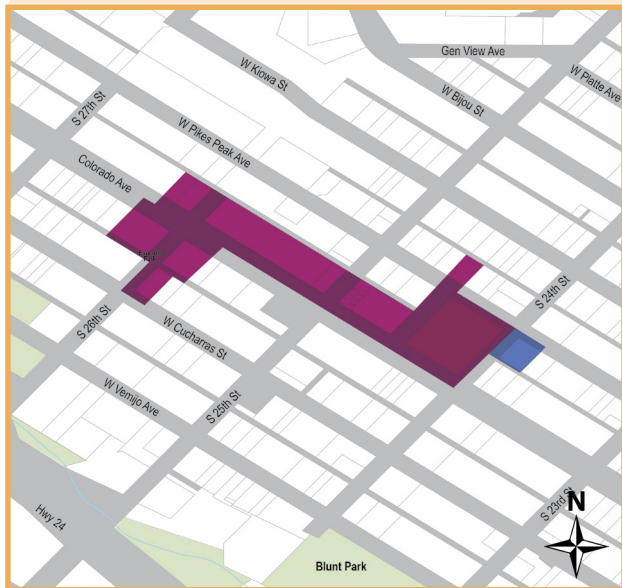 Gen View Ave
W Kiowa St
W Platte Ave
W Bijou St
S 27th St
W Pikes Peak Ave
Colorado Ave
S 24th St
S 26th St
W Cucharras St
W Vemijo Ave
S 25th St
S 23rd St
N
Hwy 24
Blunt Park